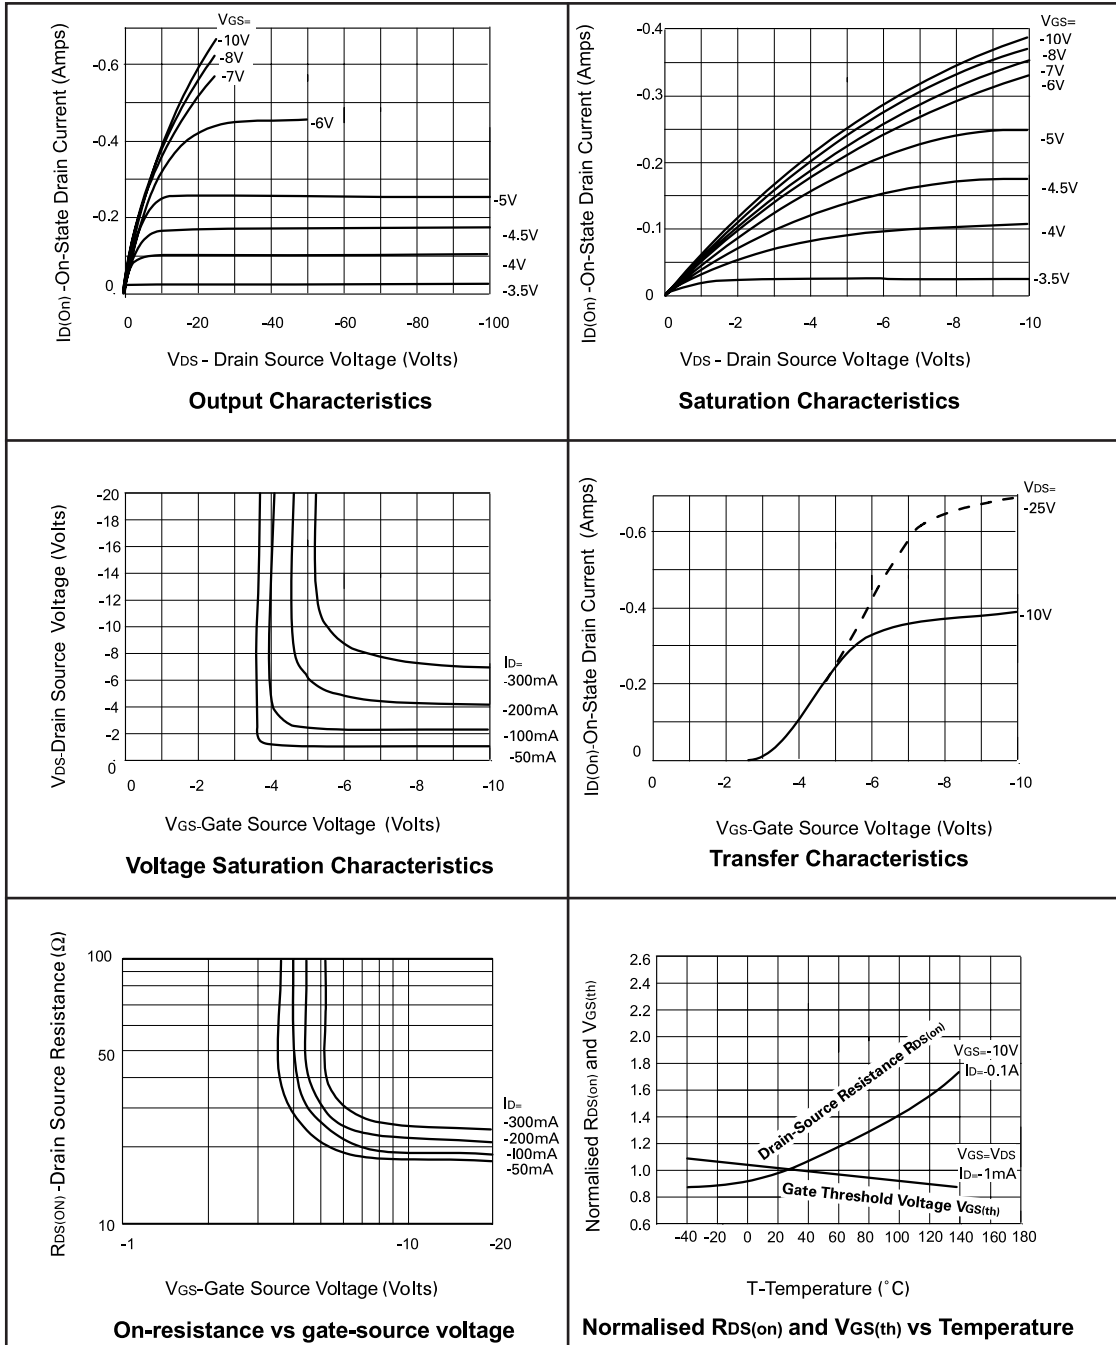 ID(On) -On-State Drain Current (Amps)
VGS=
-10V
-8V
-7V
-6V
-5V
-4.5V
-4V
-3.5V
-0.6
-0.4
-0.2
0
0 -20 -40 -60 -80 -100
VDS - Drain Source Voltage (Volts)
Output Characteristics
ID(On) -On-State Drain Current (Amps)
VGS=
-10V
-8V
-7V
-6V
-5V
-4.5V
-4V
-3.5V
-0.4
-0.3
-0.2
-0.1
0
0 -2 -4 -6 -8 -10
VDS - Drain Source Voltage (Volts)
Saturation Characteristics
VDS-Drain Source Voltage (Volts)
-20
-18
-16
-14
-12
-10
-8
-6
-4
-2
0
ID=
-300mA
-200mA
-100mA
-50mA
0 -2 -4 -6 -8 -10
VGS-Gate Source Voltage (Volts)
Voltage Saturation Characteristics
ID(On)-On-State Drain Current (Amps)
VDS=
-25V
-10V
-0.6
-0.4
-0.2
0
0 -2 -4 -6 -8 -10
VGS-Gate Source Voltage (Volts)
Transfer Characteristics
RDS(ON) -Drain Source Resistance (Ω)
100
50
10
ID=
-300mA
-200mA
-100mA
-50mA
-1 -10 -20
VGS-Gate Source Voltage (Volts)
On-resistance vs gate-source voltage
Normalised RDS(on) and VGS(th)
2.6
2.4
2.2
2.0
1.8
1.6
1.4
1.2
1.0
0.8
0.6
Drain-Source Resistance RDS(on)
VGS=-10V
ID=-0.1A
VGS=VDS
ID=-1mA
Gate Threshold Voltage VGS(th)
-40 -20 0 20 40 60 80 100 120 140 160 180
T-Temperature (°C)
Normalised RDS(on) and VGS(th) vs Temperature